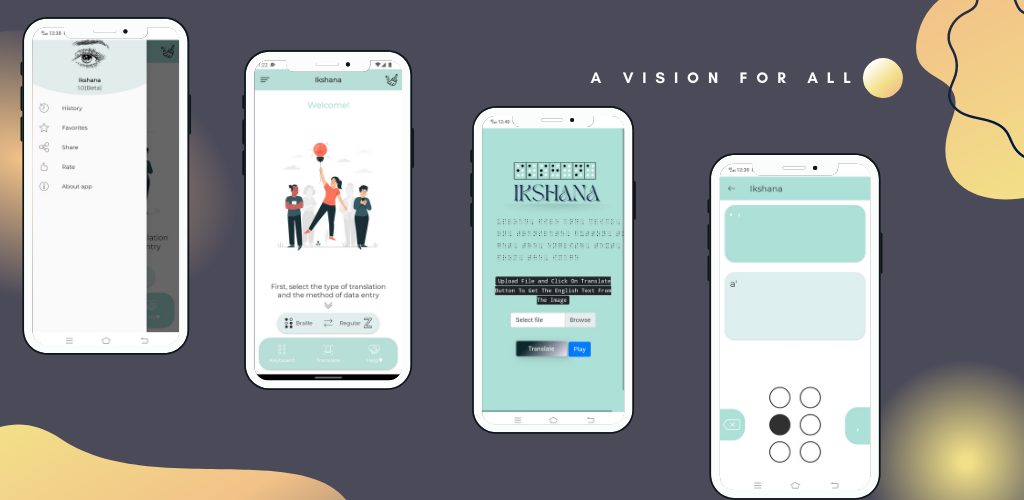 A VISION FOR ALL
12:38
Ikshana
1.0(Beta)
History
Favorites
Share
Rate
About app
Ikshana
Welcome!
First, select the type of translation
and the method of data entry
Braille
Regular
Keyboard
Translate
12:40
IKSHANA
Upload File and Click On Translate
Button To Get The English Text From
The Image
Select file
Browse
Translate
Play
12:39
Ikshana
a'